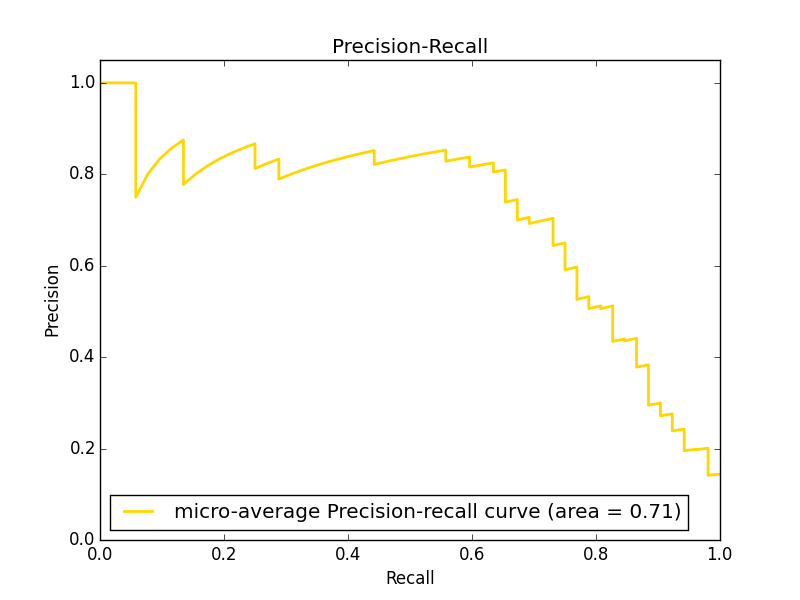 Precision-Recall
1.0
0.8
0.6
0.4
0.2
0.0
Precision
micro-average Precision-recall curve (area = 0.71)
0.0 0.2 0.4 0.6 0.8 1.0
Recall